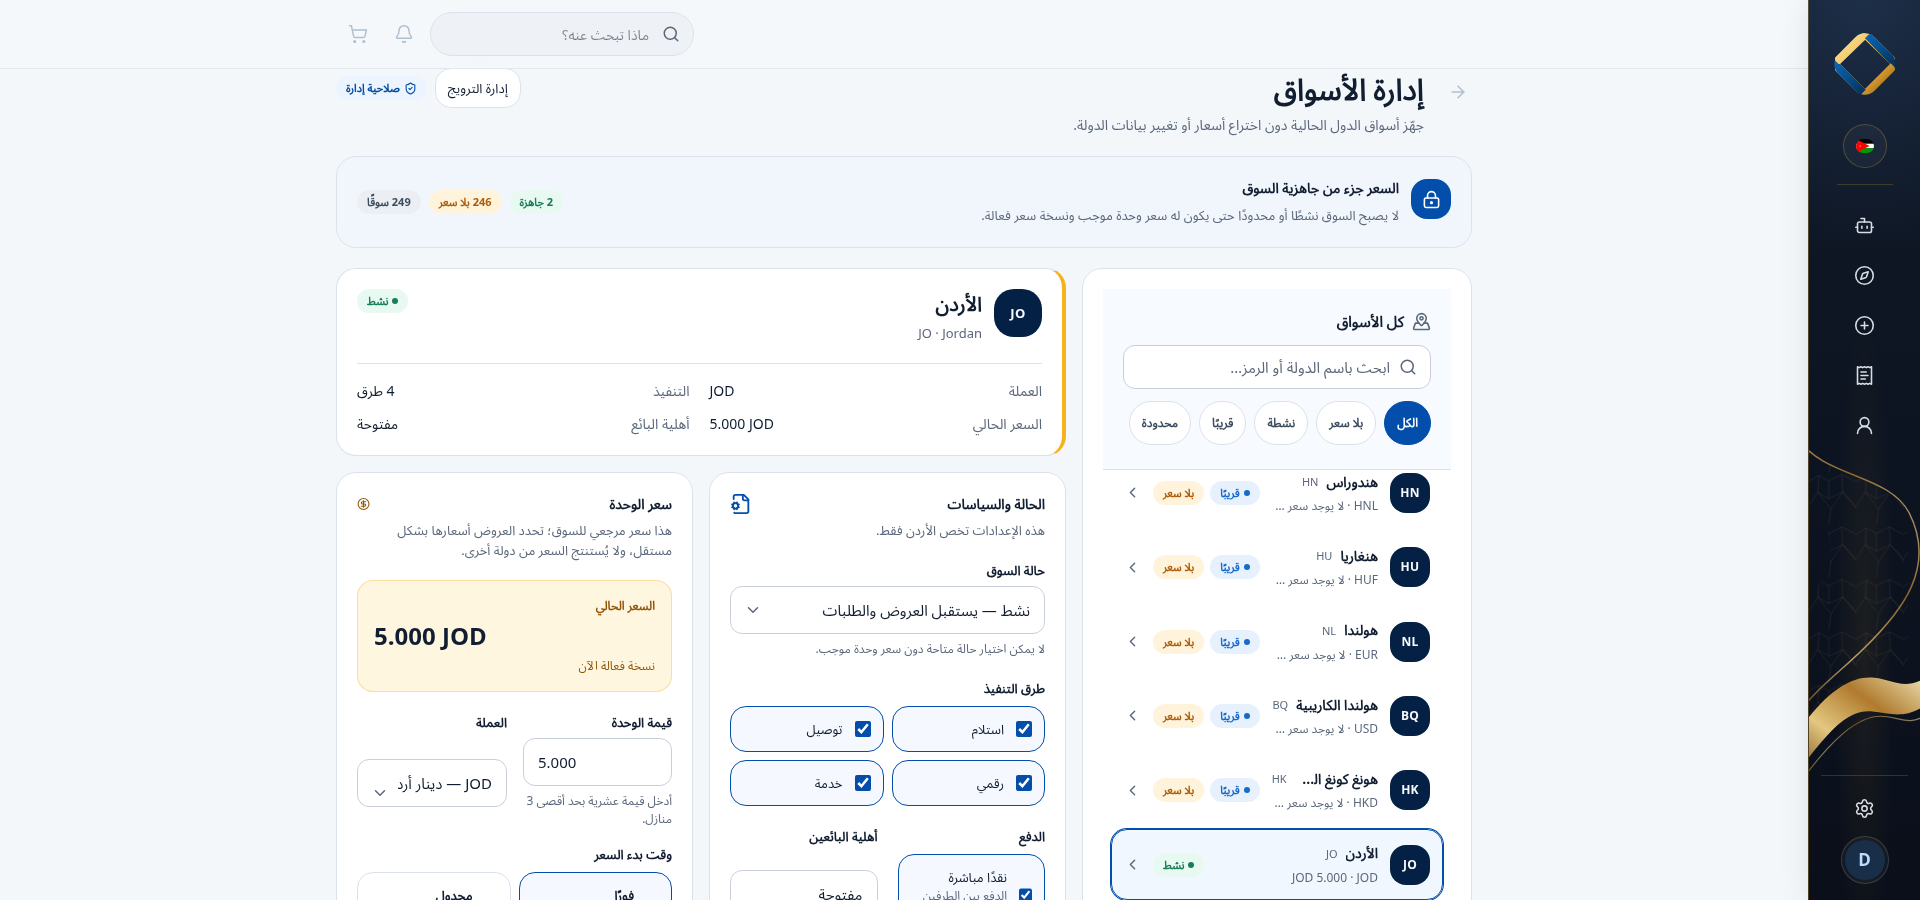 ماذا تبحث عنه؟
إدارة الأسواق
إدارة الترويج
صلاحية إدارة
جهّز أسواق الدول الحالية دون اختراع أسعار أو تغيير بيانات الدولة.
السعر جزء من جاهزية السوق
لا يصبح السوق نشطًا أو محدودًا حتى يكون له سعر وحدة موجب ونسخة سعر فعالة.
2 جاهزة
246 بلا سعر
249 سوقًا
كل الأسواق
ابحث باسم الدولة أو الرمز...
الكل
بلا سعر
نشطة
قريبًا
محدودة
HN
هندوراس HN
HNL · لا يوجد سعر ...
قريبًا
بلا سعر
HU
هنغاريا HU
HUF · لا يوجد سعر ...
قريبًا
بلا سعر
NL
هولندا NL
EUR · لا يوجد سعر ...
قريبًا
بلا سعر
BQ
هولندا الكاريبية BQ
USD · لا يوجد سعر ...
قريبًا
بلا سعر
HK
هونغ كونغ الـ... HK
HKD · لا يوجد سعر ...
قريبًا
بلا سعر
JO
الأردن JO
JOD 5.000 · JOD
نشط
JO
الأردن
JO · Jordan
نشط
العملة JOD
التنفيذ 4 طرق
السعر الحالي 5.000 JOD
أهلية البائع مفتوحة
الحالة والسياسات
هذه الإعدادات تخص الأردن فقط.
حالة السوق
نشط — يستقبل العروض والطلبات
لا يمكن اختيار حالة متاحة دون سعر وحدة موجب.
طرق التنفيذ
استلام
توصيل
رقمي
خدمة
الدفع
نقدًا مباشرة
الدفع بين الطرفين
أهلية البائعين
مفتوحة
سعر الوحدة
هذا سعر مرجعي للسوق؛ تحدد العروض أسعارها بشكل
مستقل، ولا يُستنتج السعر من دولة أخرى.
السعر الحالي
5.000 JOD
نسخة فعالة الآن
قيمة الوحدة
5.000
أدخل قيمة عشرية بحد أقصى 3
منازل.
العملة
JOD — دينار أرد
وقت بدء السعر
فورًا
مجدول
D